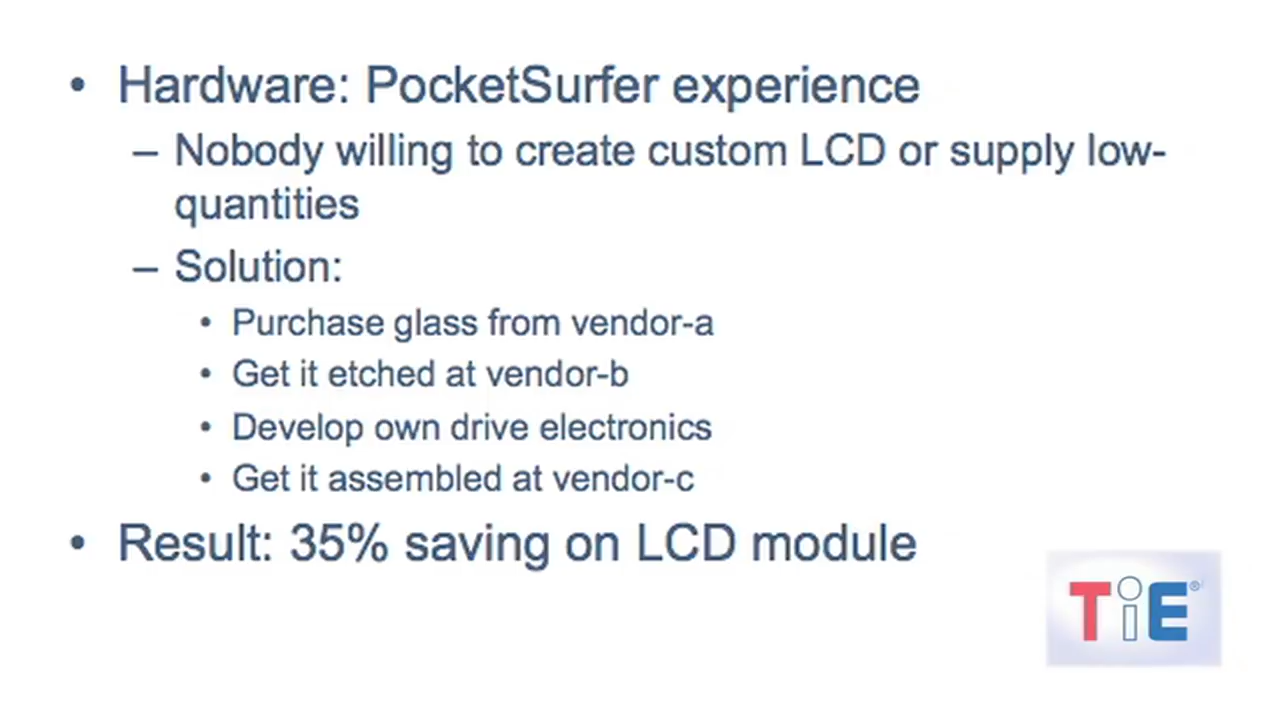 • Hardware: PocketSurfer experience
– Nobody willing to create custom LCD or supply low-
quantities
– Solution:
• Purchase glass from vendor-a
• Get it etched at vendor-b
• Develop own drive electronics
• Get it assembled at vendor-c
• Result: 35% saving on LCD module
TiE®